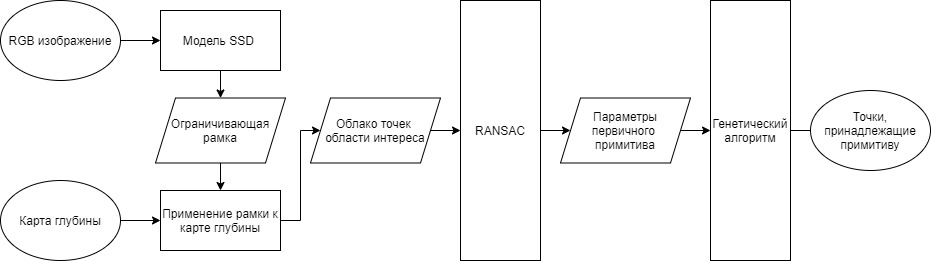 RGB изображение
Модель SSD
Ограничивающая
рамка
Карта глубины
Применение рамки к
карте глубины
Облако точек
области интереса
RANSAC
Параметры
первичного
примитива
Генетический
алгоритм
Точки,
принадлежащие
примитиву